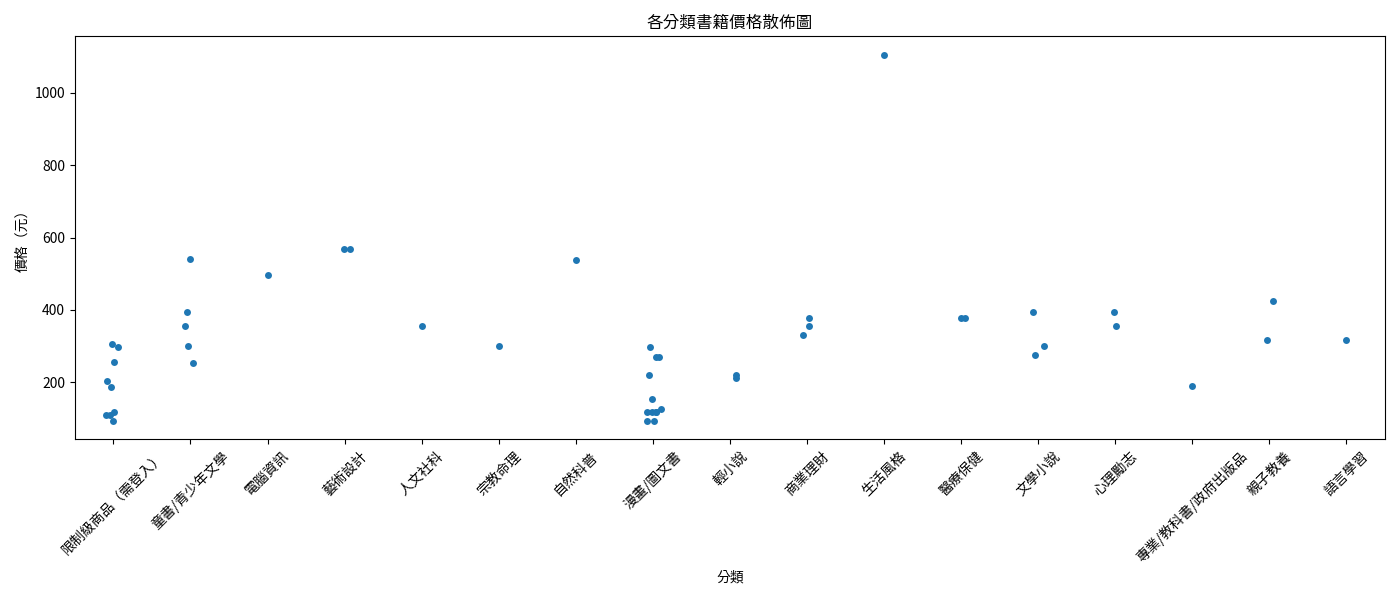 各分類書籍價格散佈圖
價格（元）
1000
800
600
400
200
限制級商品（需登入）
童書/青少年文學
電腦資訊
藝術設計
人文社科
宗教命理
自然科普
漫畫/圖文書
輕小說
商業理財
生活風格
醫療保健
文學小說
心理勵志
專業/教科書/政府出版品
親子教養
語言學習
分類